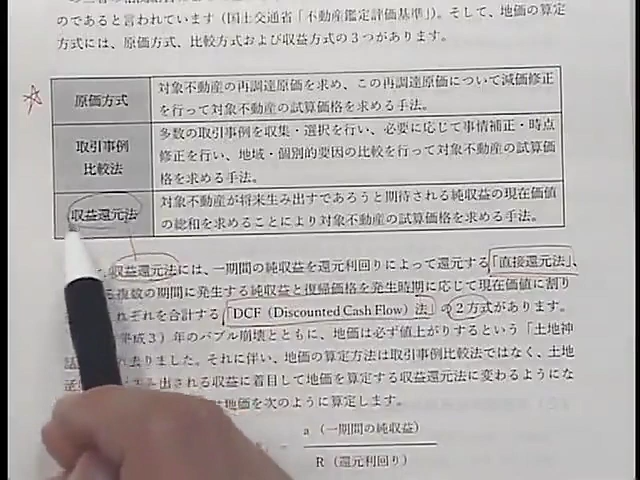 のであると言われています（国土交通省「不動産鑑定評価基準」）。そして、地価の算定
方式には、原価方式、比較方式および収益方式の3つがあります。
原価方式
対象不動産の再調達原価を求め、この再調達原価について減価修正
を行って対象不動産の試算価格を求める手法。
取引事例
比較法
多数の取引事例を収集・選択を行い、必要に応じて事情補正・時点
修正を行い、地域・個別的要因の比較を行って対象不動産の試算価
格を求める手法。
収益還元法
対象不動産が将来生み出すであろうと期待される純収益の現在価値
の総和を求めることにより対象不動産の試算価格を求める手法。
収益還元法には、一期間の純収益を還元利回りによって還元する「直接還元法」、
複数の期間に発生する純収益と復帰価格を発生時期に応じて現在価値に割り
それぞれを合計する「DCF（Discounted Cash Flow）法」の2方式があります。
成3）年のバブル崩壊とともに、地価は必ず値上がりするという「土地神
去りました。それに伴い、地価の算定方法は取引事例比較法ではなく、土地
出される収益に着目して地価を算定する収益還元法に変わるようにな
は地価を次のように算定します。
a（一期間の純収益）
R（還元利回り）